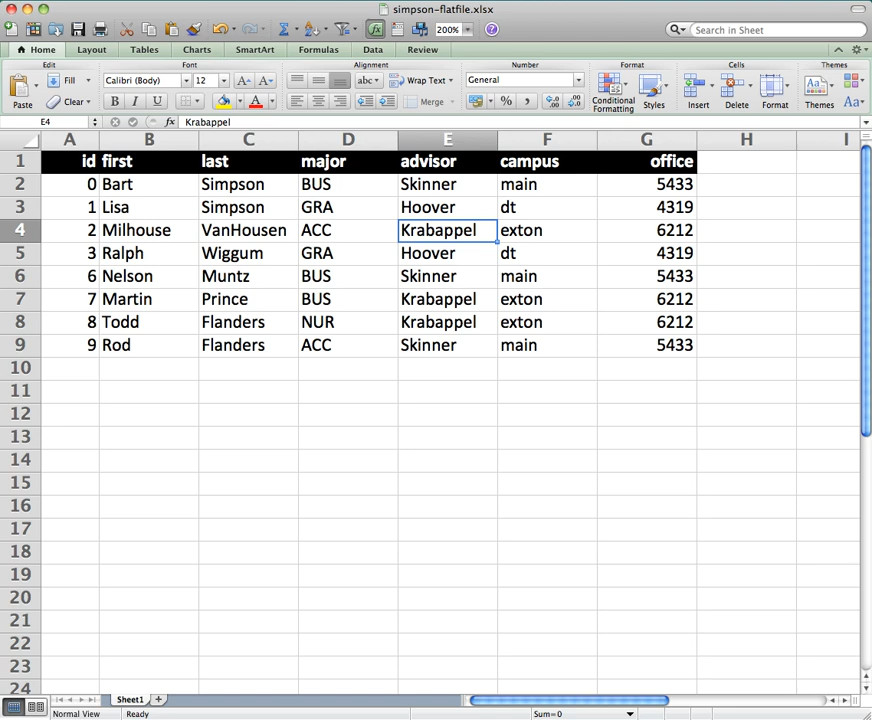 simpson-flatfile.xlsx
200%
Search in Sheet
Home Layout Tables Charts SmartArt Formulas Data Review
Edit Font Alignment Number Format Cells Themes
Fill Calibri (Body) 12 A A abc Wrap Text General
Paste Clear B I U A Merge % , Conditional Formatting Styles Insert Delete Format Themes Aa
E4 fx Krabappel
A B C D E F G H I
1 id first last major advisor campus office
2 0 Bart Simpson BUS Skinner main 5433
3 1 Lisa Simpson GRA Hoover dt 4319
4 2 Milhouse VanHousen ACC Krabappel exton 6212
5 3 Ralph Wiggum GRA Hoover dt 4319
6 6 Nelson Muntz BUS Skinner main 5433
7 7 Martin Prince BUS Krabappel exton 6212
8 8 Todd Flanders NUR Krabappel exton 6212
9 9 Rod Flanders ACC Skinner main 5433
10
11
12
13
14
15
16
17
18
19
20
21
22
23
24
Sheet1
Normal View Ready Sum=0